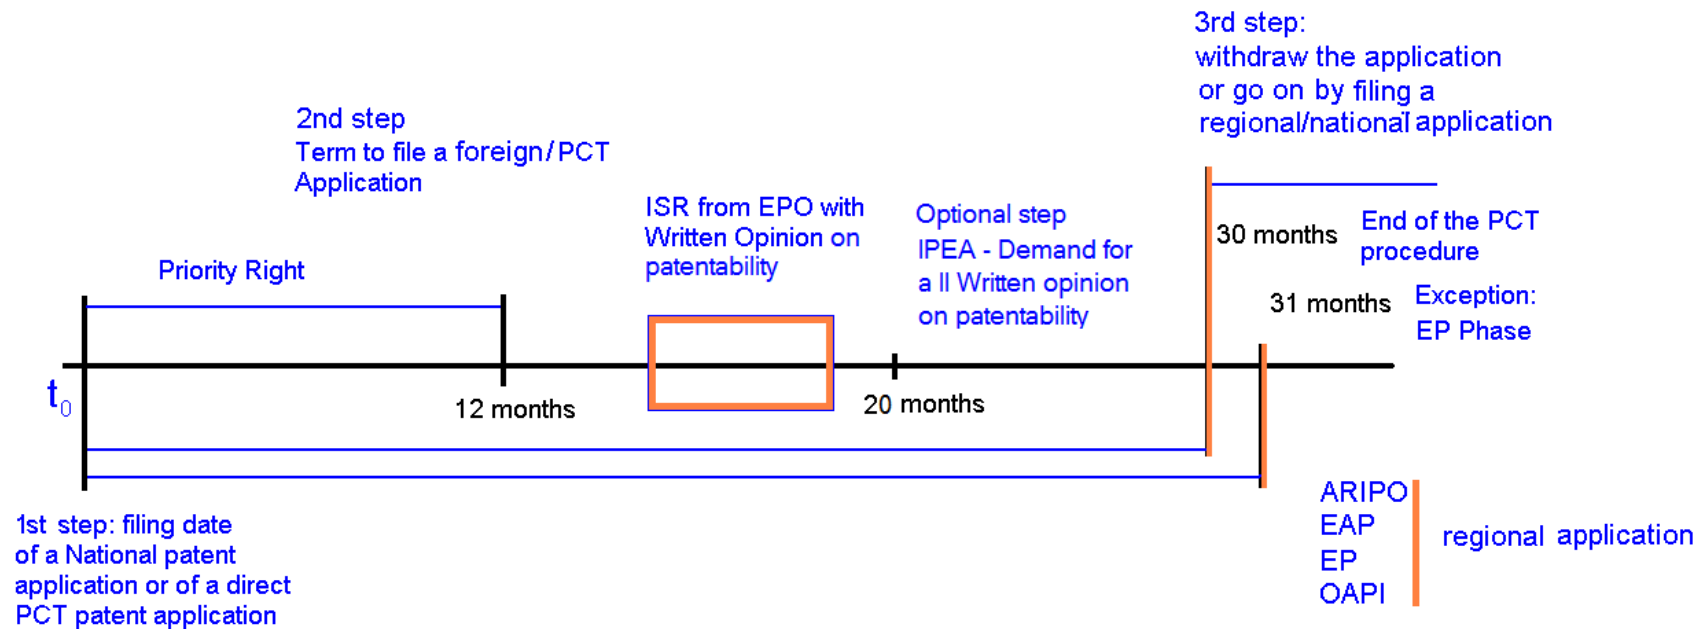 3rd step:
withdraw the application
or go on by filing a
regional/national application
2nd step
Term to file a foreign/PCT
Application
ISR from EPO with
Written Opinion on
patentability
Optional step
IPEA - Demand for
a II Written opinion
on patentability
30 months
End of the PCT
procedure
Priority Right
31 months
Exception:
EP Phase
t0
12 months
20 months
1st step: filing date
of a National patent
application or of a direct
PCT patent application
ARIPO
EAP
EP
OAPI
regional application